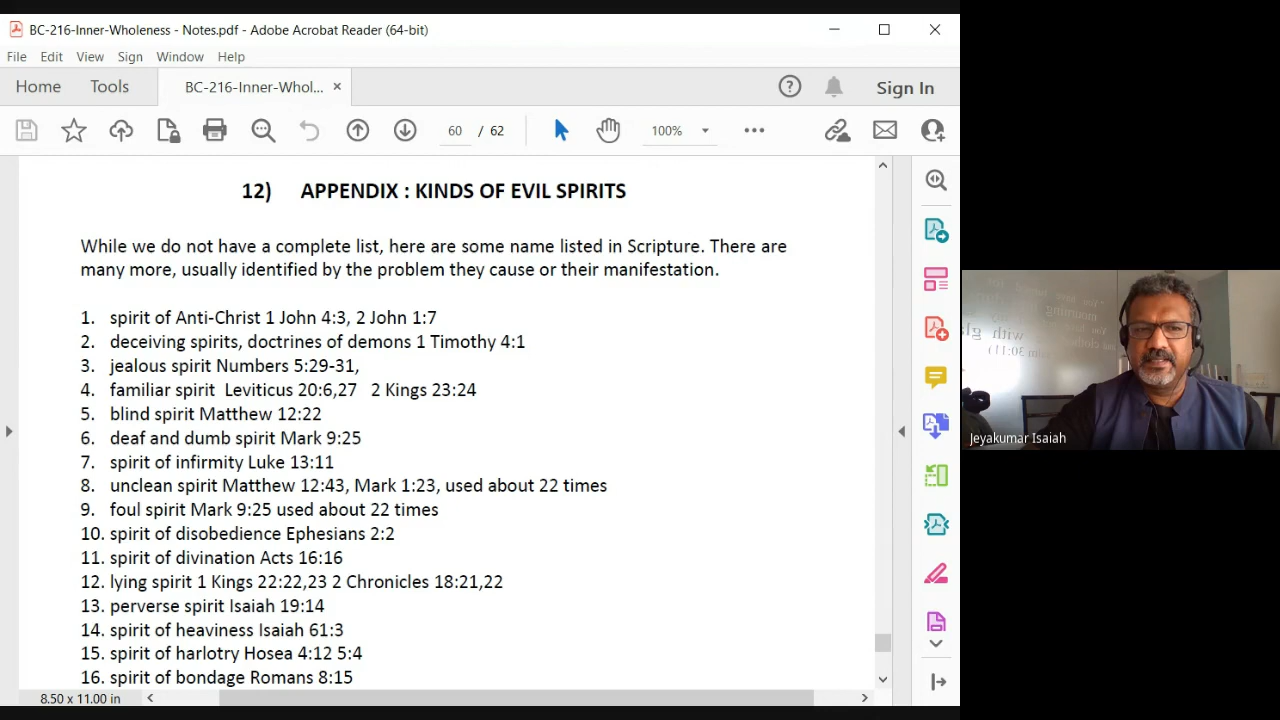 BC-216-Inner-Wholeness - Notes.pdf - Adobe Acrobat Reader (64-bit)
File Edit View Sign Window Help
Home Tools BC-216-Inner-Whol... × Sign In
60 / 62 100%
12) APPENDIX : KINDS OF EVIL SPIRITS
While we do not have a complete list, here are some name listed in Scripture. There are
many more, usually identified by the problem they cause or their manifestation.
1. spirit of Anti-Christ 1 John 4:3, 2 John 1:7
2. deceiving spirits, doctrines of demons 1 Timothy 4:1
3. jealous spirit Numbers 5:29-31,
4. familiar spirit Leviticus 20:6,27 2 Kings 23:24
5. blind spirit Matthew 12:22
6. deaf and dumb spirit Mark 9:25
7. spirit of infirmity Luke 13:11
8. unclean spirit Matthew 12:43, Mark 1:23, used about 22 times
9. foul spirit Mark 9:25 used about 22 times
10. spirit of disobedience Ephesians 2:2
11. spirit of divination Acts 16:16
12. lying spirit 1 Kings 22:22,23 2 Chronicles 18:21,22
13. perverse spirit Isaiah 19:14
14. spirit of heaviness Isaiah 61:3
15. spirit of harlotry Hosea 4:12 5:4
16. spirit of bondage Romans 8:15
8.50 x 11.00 in
mourning
with
30:11)
Jeyakumar Isaiah